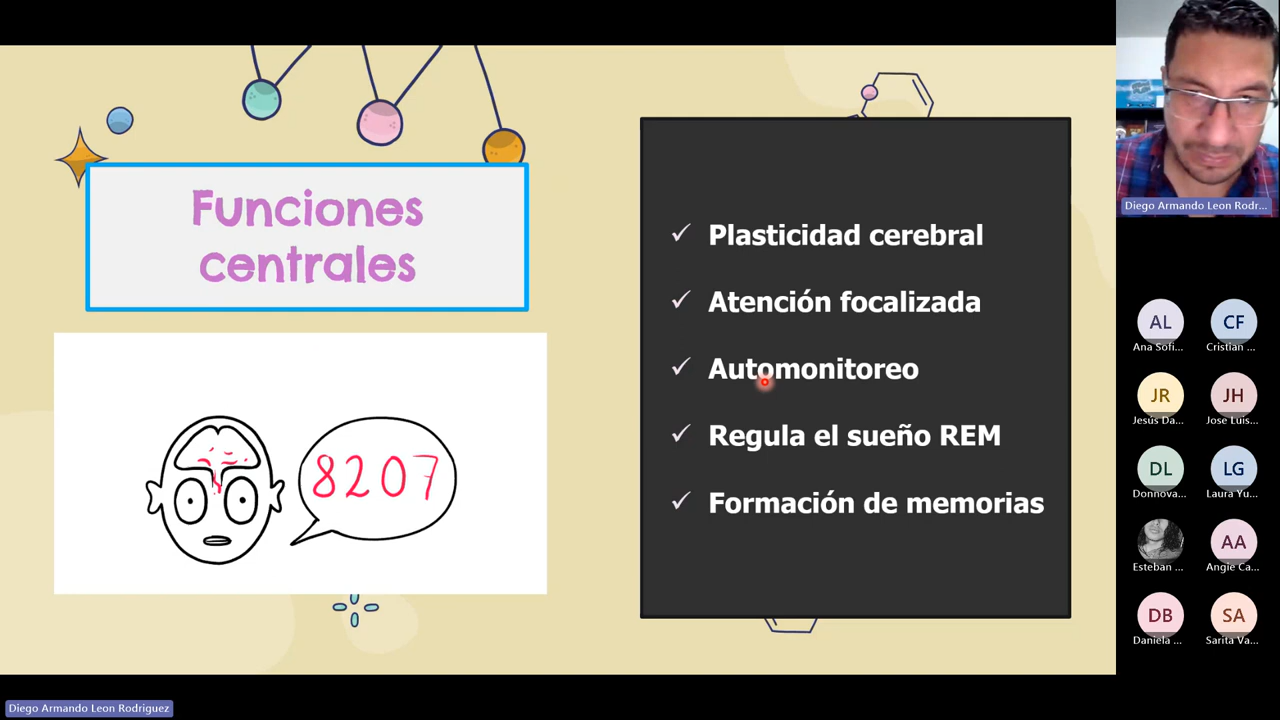 Funciones
centrales
8207
Plasticidad cerebral
Atención focalizada
Automonitoreo
Regula el sueño REM
Formación de memorias
Diego Armando Leon Rodr...
AL
Ana Sofi...
CF
Cristian ...
JR
Jesús Da...
JH
Jose Luis...
DL
Donnova...
LG
Laura Yu...
Esteban ...
AA
Angie Ca...
DB
Daniela ...
SA
Sarita Va...
Diego Armando Leon Rodriguez